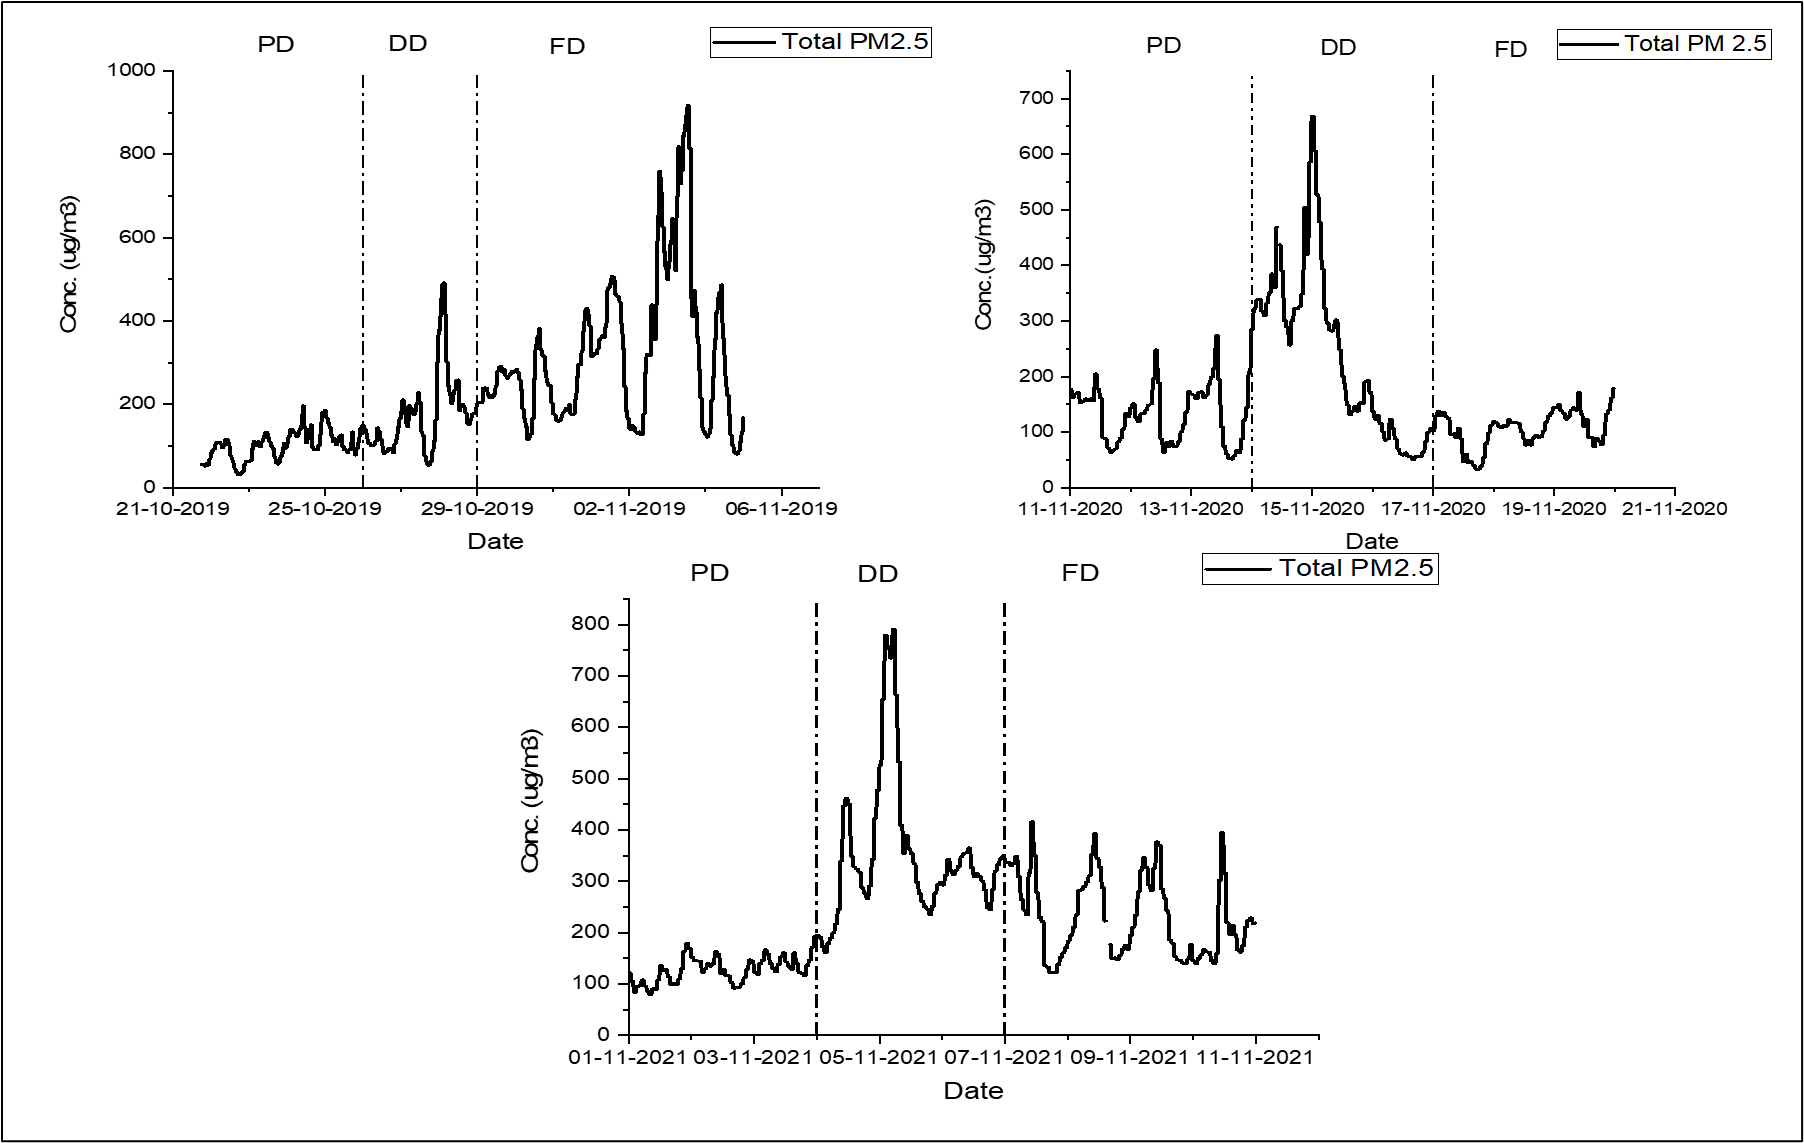 PD DD FD Total PM2.5
1000
800
600
400
200
0
Conc. (ug/m3)
21-10-2019 25-10-2019 29-10-2019 02-11-2019 06-11-2019
Date
PD DD FD Total PM 2.5
700
600
500
400
300
200
100
0
Conc.(ug/m3)
11-11-2020 13-11-2020 15-11-2020 17-11-2020 19-11-2020 21-11-2020
Date
PD DD FD Total PM2.5
800
700
600
500
400
300
200
100
0
Conc. (ug/m3)
01-11-2021 03-11-2021 05-11-2021 07-11-2021 09-11-2021 11-11-2021
Date